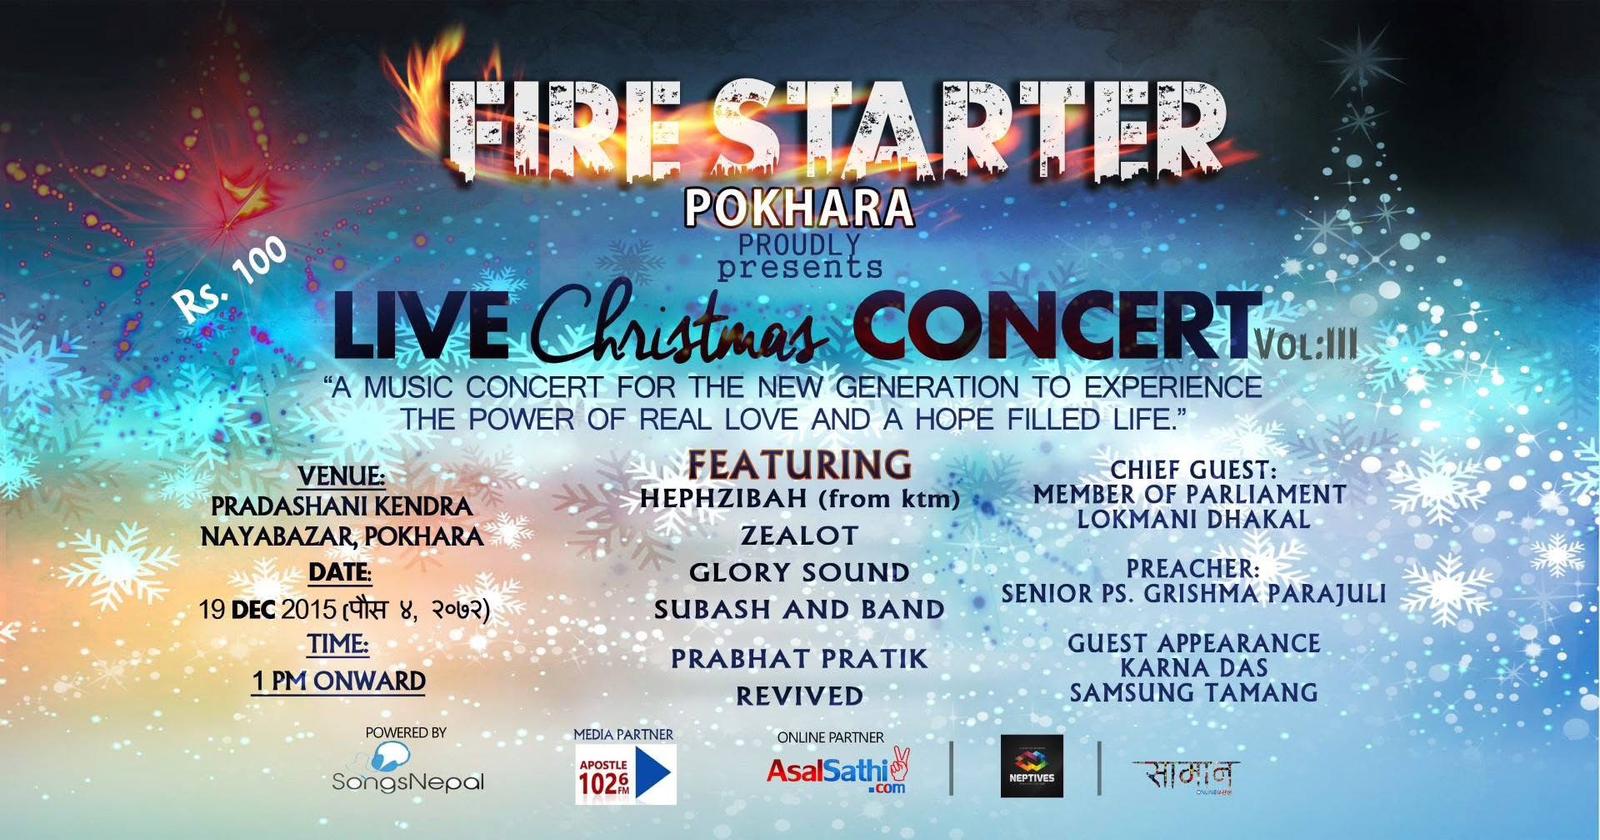 FIRE STARTER
POKHARA
PROUDLY
presents
Rs. 100
LIVE Christmas CONCERT VOL:III
“A MUSIC CONCERT FOR THE NEW GENERATION TO EXPERIENCE
THE POWER OF REAL LOVE AND A HOPE FILLED LIFE.”
VENUE:
PRADASHANI KENDRA
NAYABAZAR, POKHARA
DATE:
19 DEC 2015 (पौस ४, २०७२)
TIME:
1 PM ONWARD
FEATURING
HEPHZIBAH (from ktm)
ZEALOT
GLORY SOUND
SUBASH AND BAND
PRABHAT PRATIK
REVIVED
CHIEF GUEST:
MEMBER OF PARLIAMENT
LOKMANI DHAKAL
PREACHER:
SENIOR PS. GRISHMA PARAJULI
GUEST APPEARANCE
KARNA DAS
SAMSUNG TAMANG
POWERED BY
SongsNepal
MEDIA PARTNER
APOSTLE
102 6 FM
ONLINE PARTNER
AsalSathi
.com
NEPTIVES
सामान